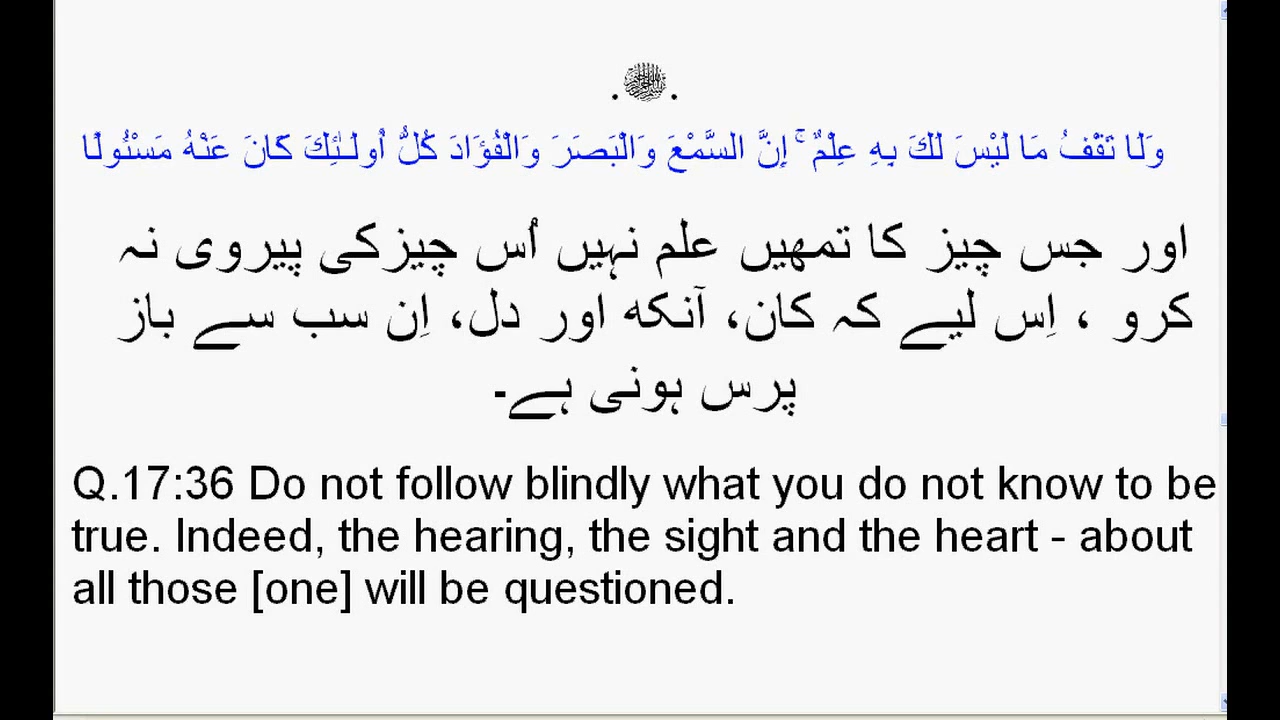 .﷽.
وَلَا تَقْفُ مَا لَيْسَ لَكَ بِهِ عِلْمٌ ۚ إِنَّ السَّمْعَ وَالْبَصَرَ وَالْفُؤَادَ كُلُّ أُولَـٰئِكَ كَانَ عَنْهُ مَسْئُولًا
اور جس چیز کا تمھیں علم نہیں اُس چیزکی پیروی نہ
کرو ، اِس لیے کہ کان، آنکھ اور دل، اِن سب سے باز
پرس ہونی ہے۔
Q.17:36 Do not follow blindly what you do not know to be
true. Indeed, the hearing, the sight and the heart - about
all those [one] will be questioned.